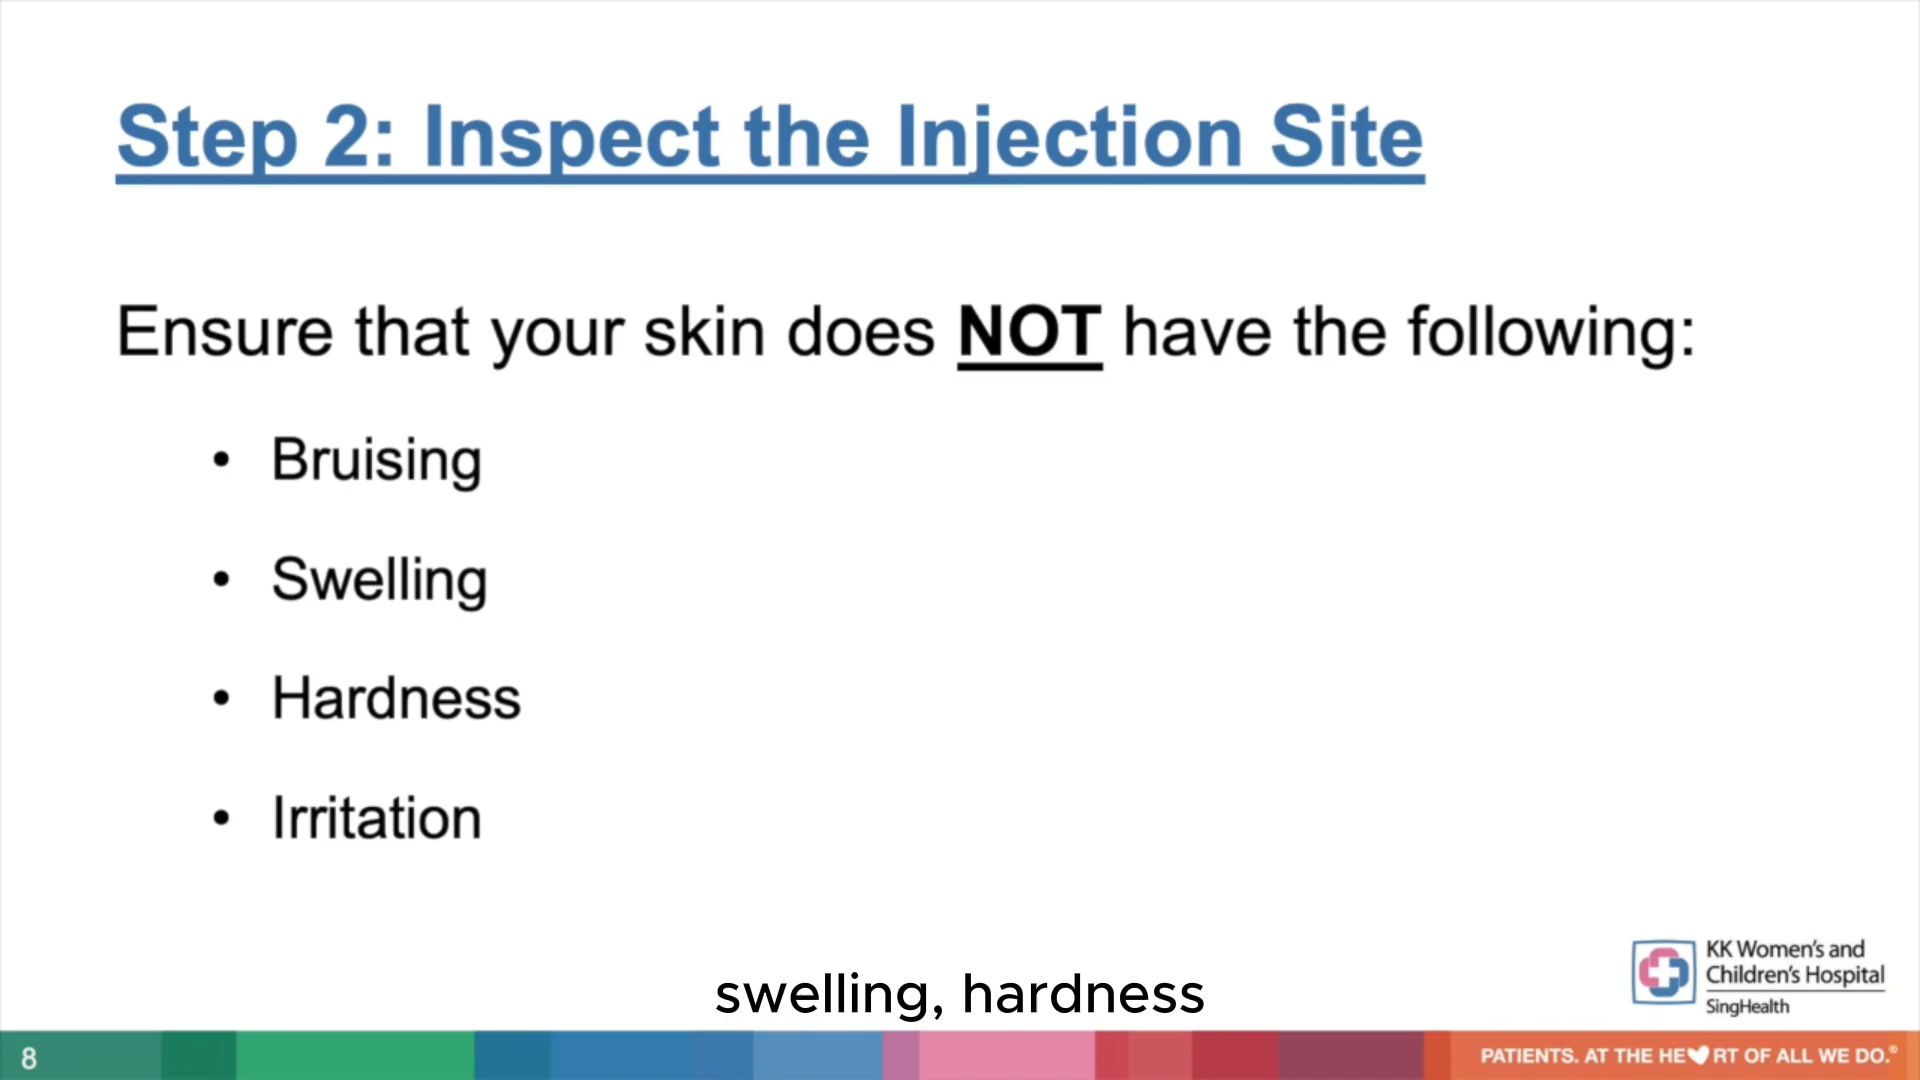 Step 2: Inspect the Injection Site
Ensure that your skin does NOT have the following:
• Bruising
• Swelling
• Hardness
• Irritation
swelling, hardness
KK Women's and
Children's Hospital
SingHealth
8
PATIENTS. AT THE HE♥RT OF ALL WE DO.®